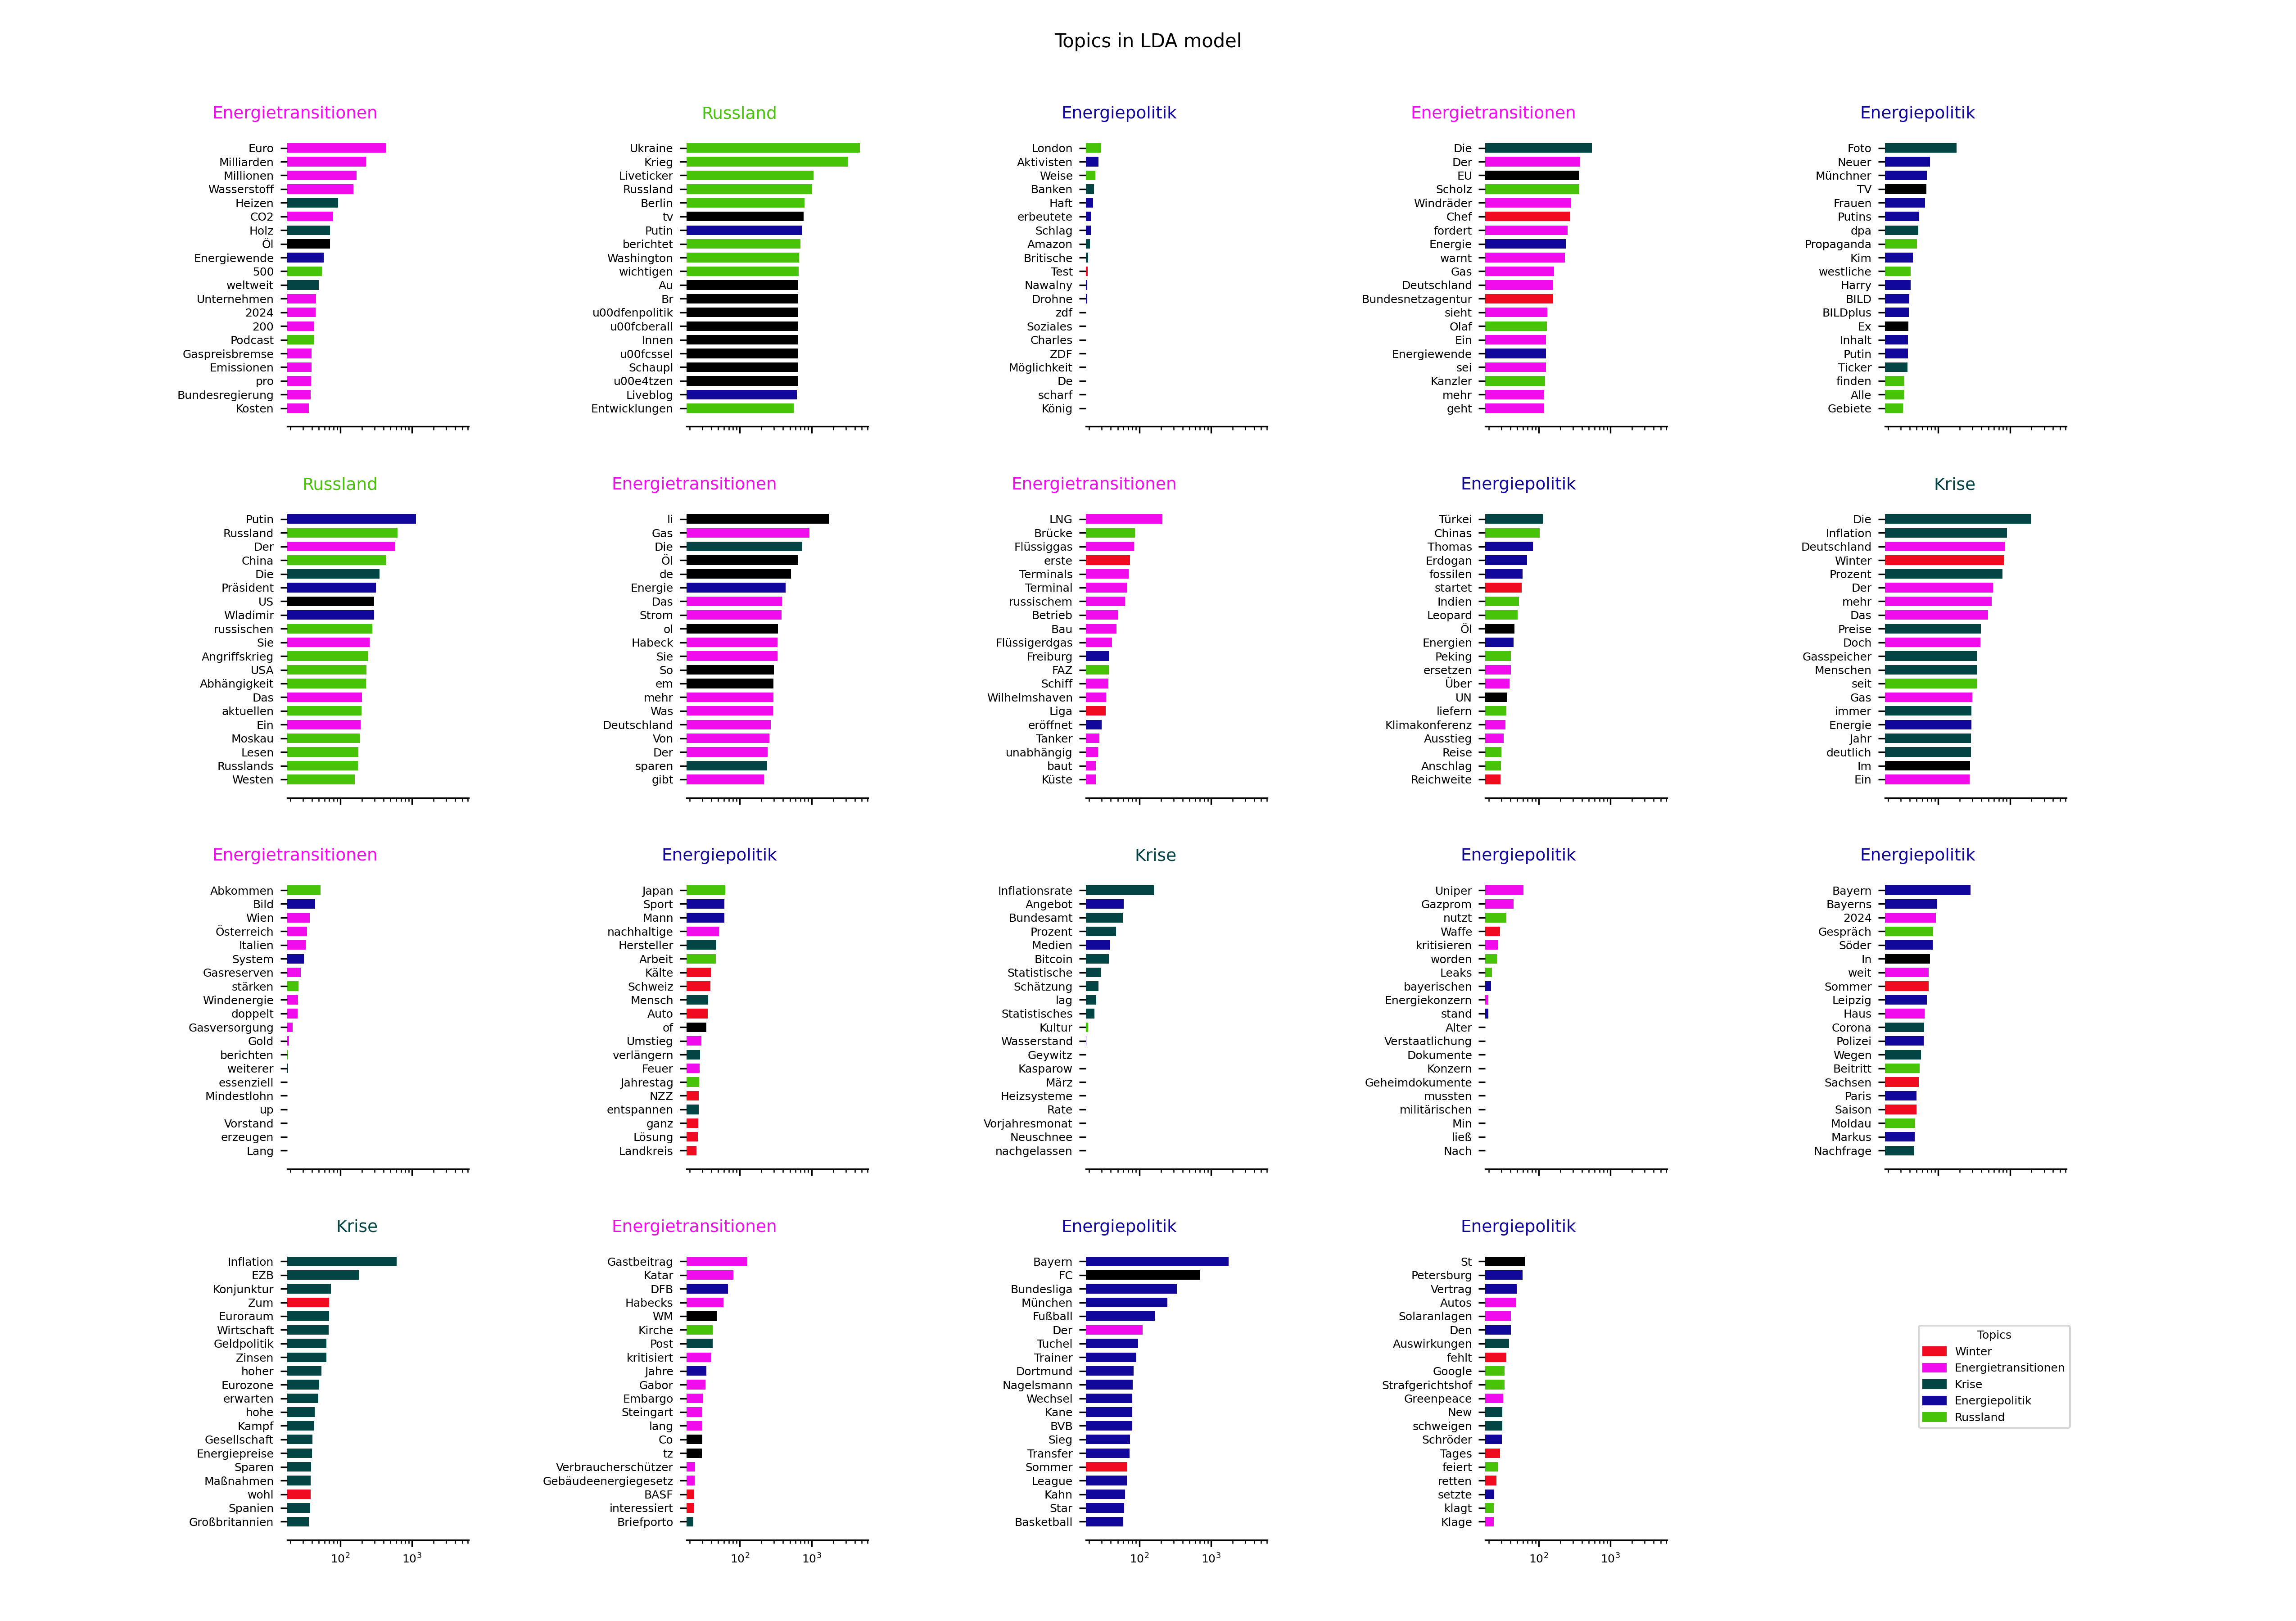 Topics in LDA model
Energietransitionen
Euro
Milliarden
Millionen
Wasserstoff
Heizen
CO2
Holz
Öl
Energiewende
500
weltweit
Unternehmen
2024
200
Podcast
Gaspreisbremse
Emissionen
pro
Bundesregierung
Kosten
Russland
Ukraine
Krieg
Liveticker
Russland
Berlin
tv
Putin
berichtet
Washington
wichtigen
Au
Br
u00dfenpolitik
u00fcberall
Innen
u00fcssel
Schaupl
u00e4tzen
Liveblog
Entwicklungen
Energiepolitik
London
Aktivisten
Weise
Banken
Haft
erbeutete
Schlag
Amazon
Britische
Test
Nawalny
Drohne
zdf
Soziales
Charles
ZDF
Möglichkeit
De
scharf
König
Energietransitionen
Die
Der
EU
Scholz
Windräder
Chef
fordert
Energie
warnt
Gas
Deutschland
Bundesnetzagentur
sieht
Olaf
Ein
Energiewende
sei
Kanzler
mehr
geht
Energiepolitik
Foto
Neuer
Münchner
TV
Frauen
Putins
dpa
Propaganda
Kim
westliche
Harry
BILD
BILDplus
Ex
Inhalt
Putin
Ticker
finden
Alle
Gebiete
Russland
Putin
Russland
Der
China
Die
Präsident
US
Wladimir
russischen
Sie
Angriffskrieg
USA
Abhängigkeit
Das
aktuellen
Ein
Moskau
Lesen
Russlands
Westen
Energietransitionen
li
Gas
Die
Öl
de
Energie
Das
Strom
ol
Habeck
Sie
So
em
mehr
Was
Deutschland
Von
Der
sparen
gibt
Energietransitionen
LNG
Brücke
Flüssiggas
erste
Terminals
Terminal
russischem
Betrieb
Bau
Flüssigerdgas
Freiburg
FAZ
Schiff
Wilhelmshaven
Liga
eröffnet
Tanker
unabhängig
baut
Küste
Energiepolitik
Türkei
Chinas
Thomas
Erdogan
fossilen
startet
Indien
Leopard
Öl
Energien
Peking
ersetzen
Über
UN
liefern
Klimakonferenz
Ausstieg
Reise
Anschlag
Reichweite
Krise
Die
Inflation
Deutschland
Winter
Prozent
Der
mehr
Das
Preise
Doch
Gasspeicher
Menschen
seit
Gas
immer
Energie
Jahr
deutlich
Im
Ein
Energietransitionen
Abkommen
Bild
Wien
Österreich
Italien
System
Gasreserven
stärken
Windenergie
doppelt
Gasversorgung
Gold
berichten
weiterer
essenziell
Mindestlohn
up
Vorstand
erzeugen
Lang
Energiepolitik
Japan
Sport
Mann
nachhaltige
Hersteller
Arbeit
Kälte
Schweiz
Mensch
Auto
of
Umstieg
verlängern
Feuer
Jahrestag
NZZ
entspannen
ganz
Lösung
Landkreis
Krise
Inflationsrate
Angebot
Bundesamt
Prozent
Medien
Bitcoin
Statistische
Schätzung
lag
Statistisches
Kultur
Wasserstand
Geywitz
Kasparow
März
Heizsysteme
Rate
Vorjahresmonat
Neuschnee
nachgelassen
Energiepolitik
Uniper
Gazprom
nutzt
Waffe
kritisieren
worden
Leaks
bayerischen
Energiekonzern
stand
Alter
Verstaatlichung
Dokumente
Konzern
Geheimdokumente
mussten
militärischen
Min
ließ
Nach
Energiepolitik
Bayern
Bayerns
2024
Gespräch
Söder
In
weit
Sommer
Leipzig
Haus
Corona
Polizei
Wegen
Beitritt
Sachsen
Paris
Saison
Moldau
Markus
Nachfrage
Krise
Inflation
EZB
Konjunktur
Zum
Euroraum
Wirtschaft
Geldpolitik
Zinsen
hoher
Eurozone
erwarten
hohe
Kampf
Gesellschaft
Energiepreise
Sparen
Maßnahmen
wohl
Spanien
Großbritannien
10² 10³
Energietransitionen
Gastbeitrag
Katar
DFB
Habecks
WM
Kirche
Post
kritisiert
Jahre
Gabor
Embargo
Steingart
lang
Co
tz
Verbraucherschützer
Gebäudeenergiegesetz
BASF
interessiert
Briefporto
10² 10³
Energiepolitik
Bayern
FC
Bundesliga
München
Fußball
Der
Tuchel
Trainer
Dortmund
Nagelsmann
Wechsel
Kane
BVB
Sieg
Transfer
Sommer
League
Kahn
Star
Basketball
10² 10³
Energiepolitik
St
Petersburg
Vertrag
Autos
Solaranlagen
Den
Auswirkungen
fehlt
Google
Strafgerichtshof
Greenpeace
New
schweigen
Schröder
Tages
feiert
retten
setzte
klagt
Klage
10² 10³
Topics
Winter
Energietransitionen
Krise
Energiepolitik
Russland